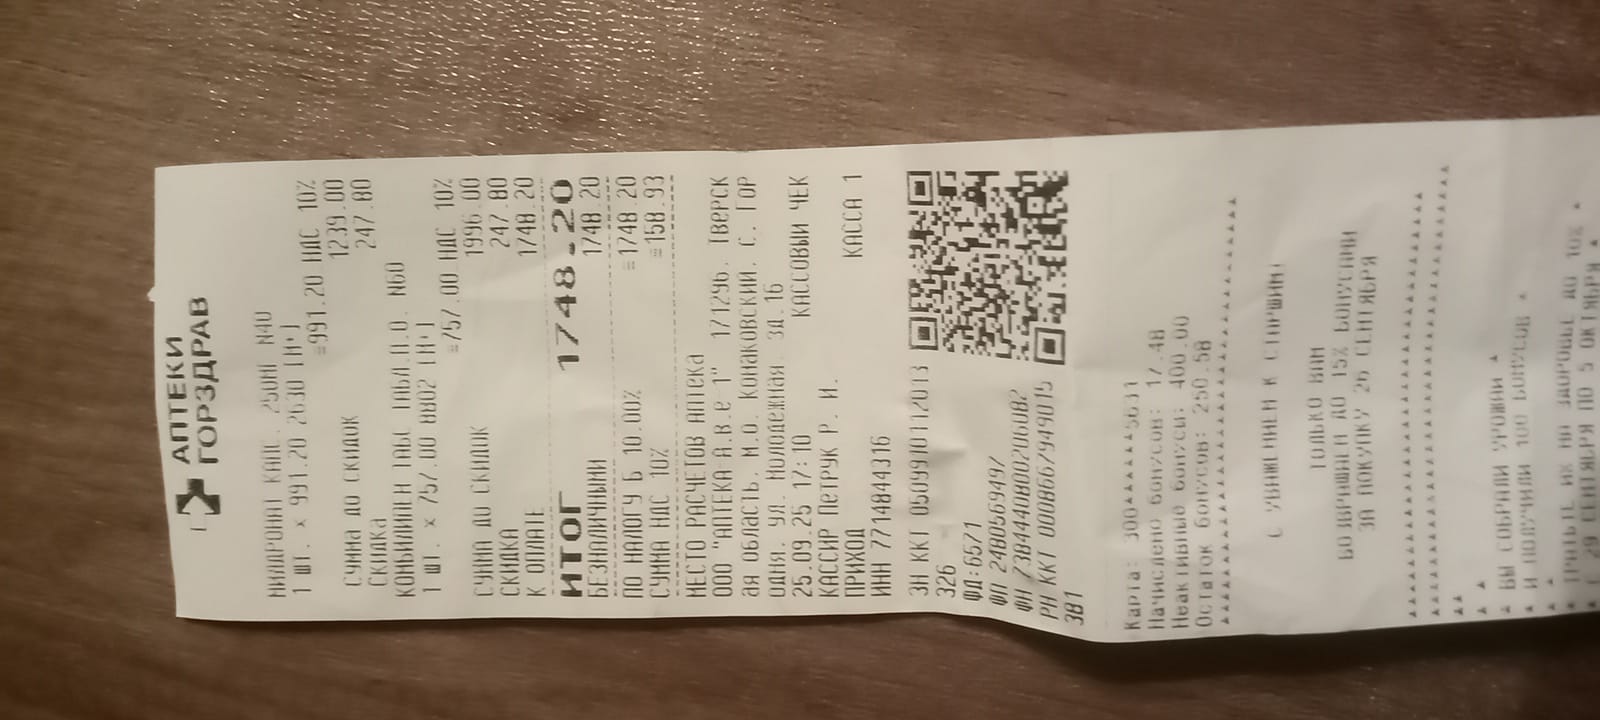 АПТЕКИ
ГОРЗДРАВ
МИЛДРОНАТ КАПС. 250МГ N40
1 ШТ. x 991.20 2630 [М+]
=991.20 НДС 10%
СУММА ДО СКИДОК 1239.00
СКИДКА 247.80
КОМБИЛИПЕН ТАБС ТАБЛ.П.О. N60
1 ШТ. x 757.00 8802 [М+]
=757.00 НДС 10%
СУММА ДО СКИДОК 1996.00
СКИДКА 247.80
К ОПЛАТЕ 1748.20
ИТОГ 1748.20
БЕЗНАЛИЧНЫМИ 1748.20
ПО НАЛОГУ Б 10.00% =1748.20
СУММА НДС 10% =158.93
МЕСТО РАСЧЕТОВ АПТЕКА
ООО "АПТЕКА А.В.е 1" 171296, ТВЕРСК
АЯ ОБЛАСТЬ, М.О. КОНАКОВСКИЙ, С. ГОР
ОДНЯ, УЛ. МОЛОДЕЖНАЯ, ЗД.16
25.09.25 17:10 КАССОВЫЙ ЧЕК
КАССИР ПЕТРУК Р. И.
ПРИХОД КАССА 1
ИНН 7714844316
ЗН ККТ 0509910112013
326
ФД:6571
ФП 2480569497
ФН 7384440800206082
РН ККТ 0008667949015
381
Карта: 300▲▲▲▲▲▲5631
Начислено бонусов: 17.48
Неактивные бонусы: 400.00
Остаток бонусов: 250.58
С УВАЖЕНИЕМ К СТОРШИМ!
ТОЛЬКО ВАМ
ВОЗВРАЩАЕМ ДО 15% БОНУСАМИ
ЗА ПОКУПКУ 26 СЕНТЯБРЯ
ВЫ СОБРАЛИ УРОЖАЙ
И ПОЛУЧИЛИ 100 БОНУСОВ
ТРАТЬТЕ ИХ НА ЗДОРОВЬЕ ДО 10%
С 29 СЕНТЯБРЯ ПО 5 ОКТЯБРЯ